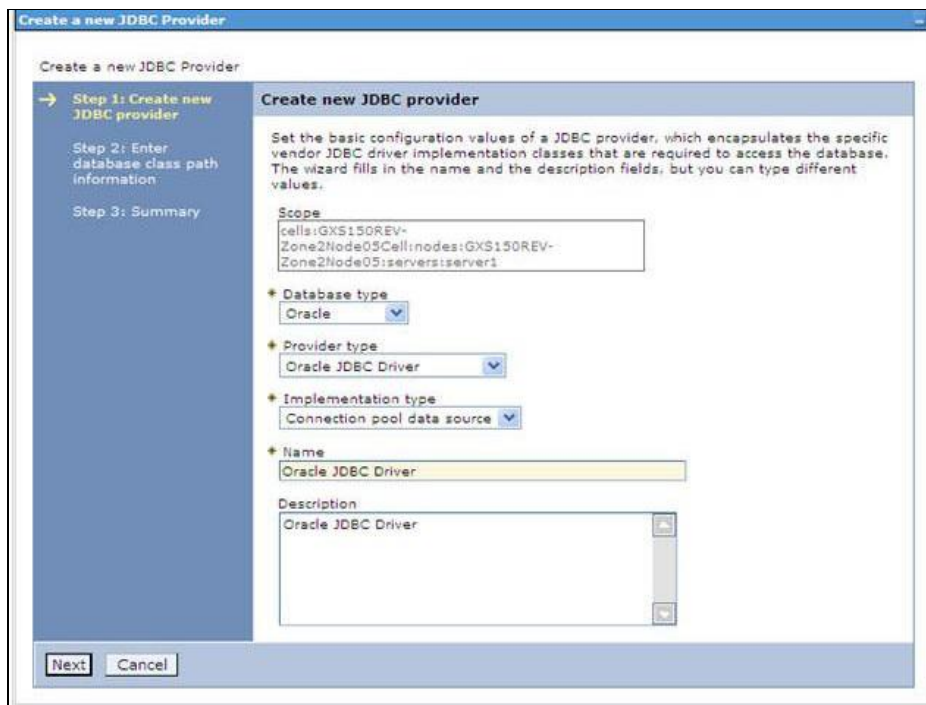 Create a new JDBC Provider
Create a new JDBC Provider
Step 1: Create new
JDBC provider
Step 2: Enter
database class path
information
Step 3: Summary
Create new JDBC provider
Set the basic configuration values of a JDBC provider, which encapsulates the specific
vendor JDBC driver implementation classes that are required to access the database.
The wizard fills in the name and the description fields, but you can type different
values.
Scope
cells:GXS150REV-
Zone2Node05Cell:nodes:GXS150REV-
Zone2Node05:servers:server1
Database type
Oracle
Provider type
Oracle JDBC Driver
Implementation type
Connection pool data source
Name
Oracle JDBC Driver
Description
Oracle JDBC Driver
Next
Cancel